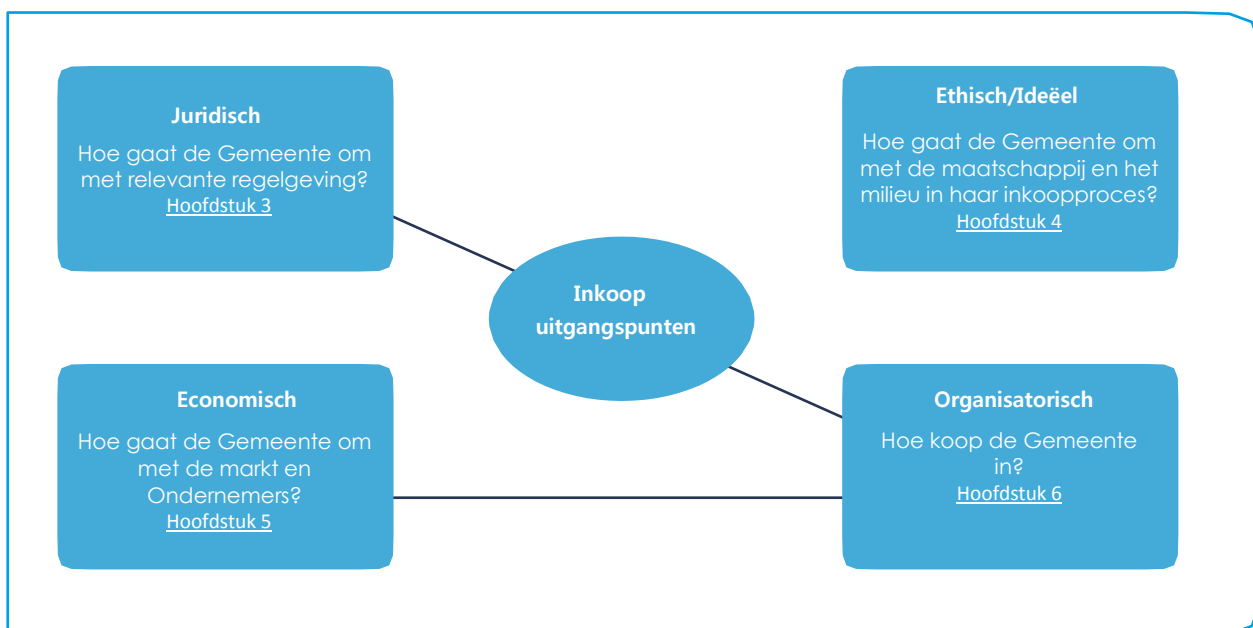 Juridisch
Hoe gaat de Gemeente om
met relevante regelgeving?
Hoofdstuk 3
Ethisch/Ideëel
Hoe gaat de Gemeente om
met de maatschappij en het
milieu in haar inkoopproces?
Hoofdstuk 4
Inkoop
uitgangspunten
Economisch
Hoe gaat de Gemeente om
met de markt en
Ondernemers?
Hoofdstuk 5
Organisatorisch
Hoe koop de Gemeente
in?
Hoofdstuk 6